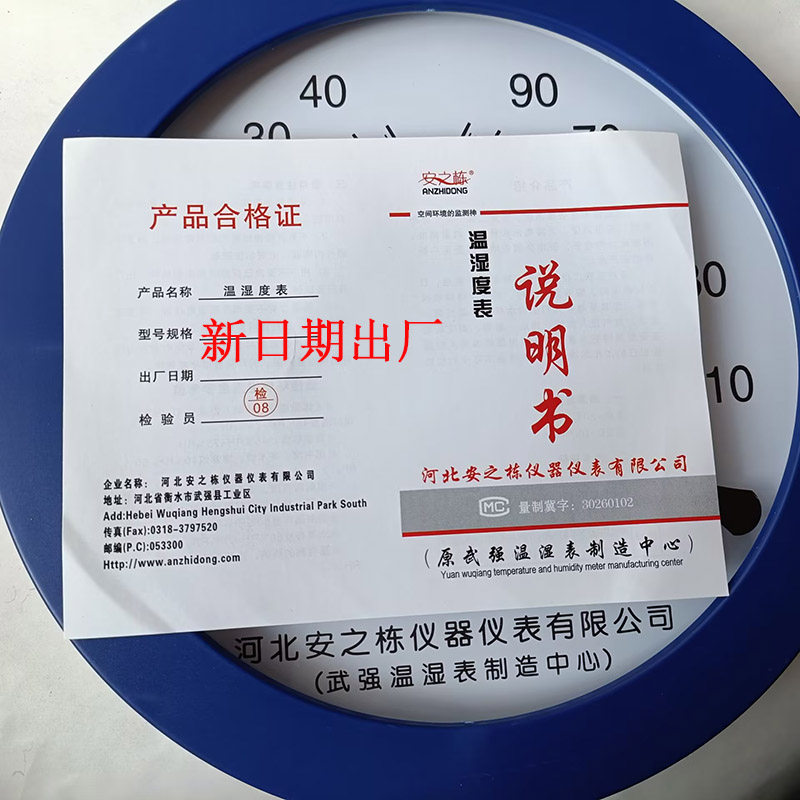 40
90
30
70
80
10
产品合格证
产品名称 温湿度表
型号规格
新日期出厂
出厂日期
检验员
检
08
企业名称：河北安之栋仪器仪表有限公司
地址：河北省衡水市武强县工业区
Add:Hebei Wuqiang Hengshui City Industrial Park South
传真(Fax):0318-3797520
邮编(P.C):053300
Http://www.anzhidong.com
安之栋®
ANZHIDONG
空间环境的监测神
温湿度表
说明书
河北安之栋仪器仪表有限公司
MC 量制冀字：30260102
(原武强温湿表制造中心)
Yuan wuqiang temperature and humidity meter manufacturing center
河北安之栋仪器仪表有限公司
(武强温湿表制造中心)